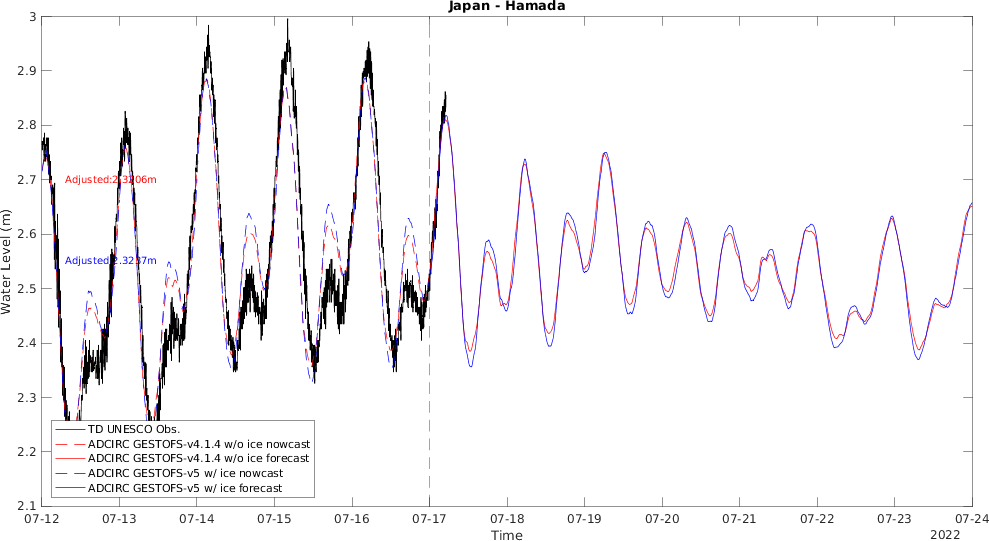 Japan - Hamada
3
2.9
2.8
2.7
2.6
2.5
2.4
2.3
2.2
2.1
Water Level (m)
Adjusted:2.3206m
Adjusted:2.3237m
TD UNESCO Obs.
ADCIRC GESTOFS-v4.1.4 w/o ice nowcast
ADCIRC GESTOFS-v4.1.4 w/o ice forecast
ADCIRC GESTOFS-v5 w/ ice nowcast
ADCIRC GESTOFS-v5 w/ ice forecast
07-12 07-13 07-14 07-15 07-16 07-17 07-18 07-19 07-20 07-21 07-22 07-23 07-24
Time
2022